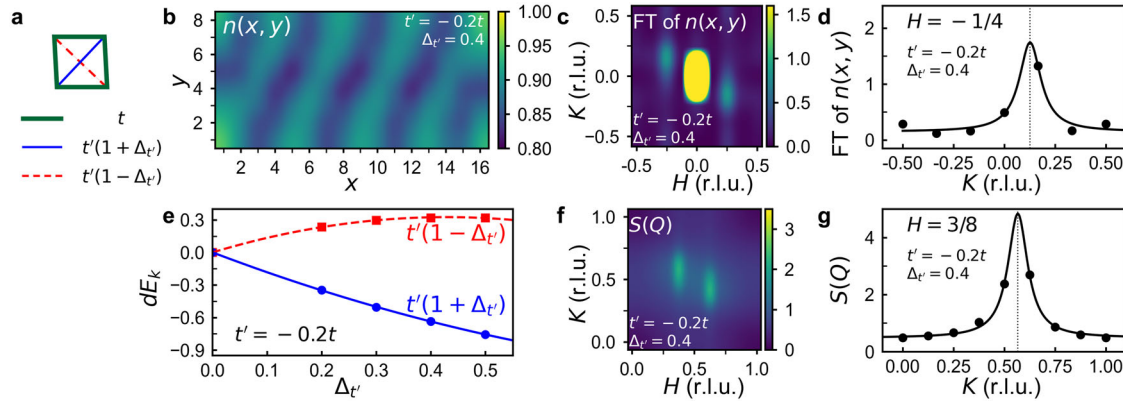 a
t
t′(1 + Δt′)
t′(1 − Δt′)
b
n(x, y)
t′ = −0.2t
Δt′ = 0.4
y
8
6
4
2
2 4 6 8 10 12 14 16
x
1.00
0.95
0.90
0.85
0.80
c
FT of n(x, y)
t′ = −0.2t
Δt′ = 0.4
K (r.l.u.)
0.5
0.0
−0.5
−0.5 0.0 0.5
H (r.l.u.)
1.5
1.0
0.5
0.0
d
H = −1/4
t′ = −0.2t
Δt′ = 0.4
FT of n(x, y)
2
1
0
−0.50 −0.25 0.00 0.25 0.50
K (r.l.u.)
e
t′(1 − Δt′)
t′(1 + Δt′)
t′ = −0.2t
dEk
0.3
0.0
−0.3
−0.6
−0.9
0.0 0.1 0.2 0.3 0.4 0.5
Δt′
f
S(Q)
t′ = −0.2t
Δt′ = 0.4
K (r.l.u.)
1.0
0.5
0.0
0.0 0.5 1.0
H (r.l.u.)
3
2
1
0
g
H = 3/8
t′ = −0.2t
Δt′ = 0.4
S(Q)
4
2
0
0.00 0.25 0.50 0.75 1.00
K (r.l.u.)